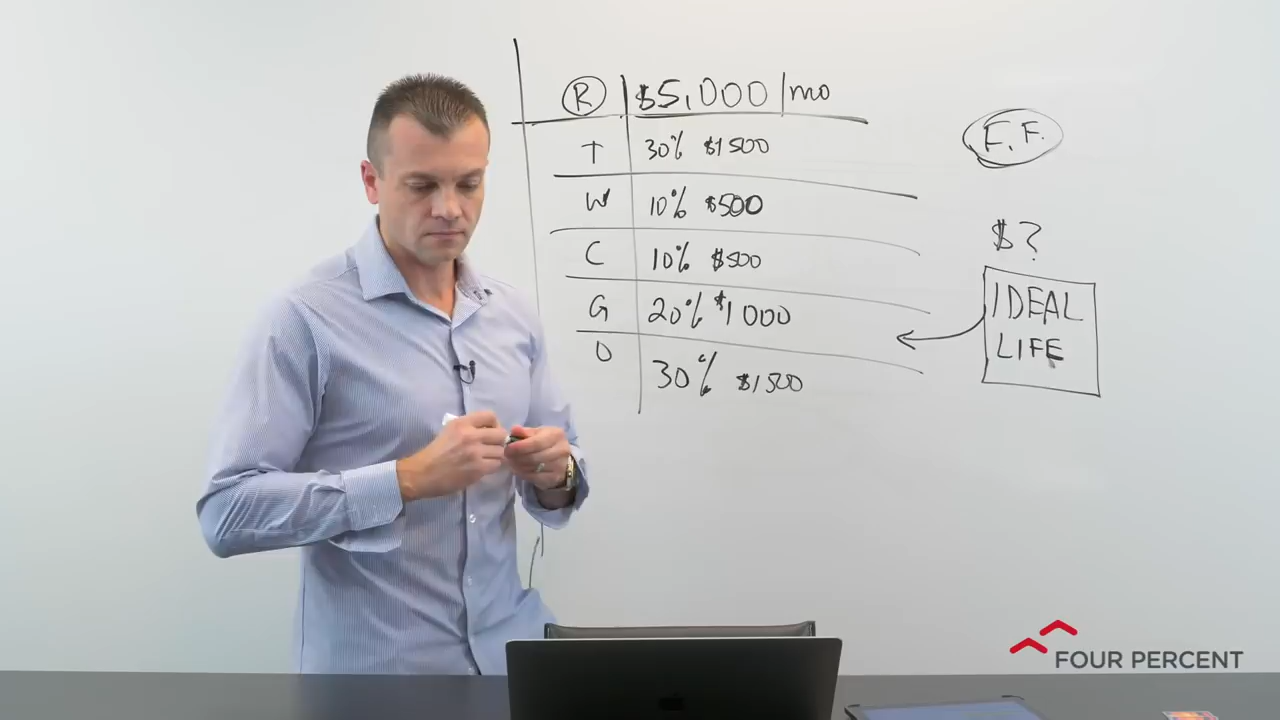 R $5,000/mo
T 30% $1500
W 10% $500
C 10% $500
G 20% $1000
O 30% $1500
F.F.
$?
IDEAL
LIFE
FOUR PERCENT